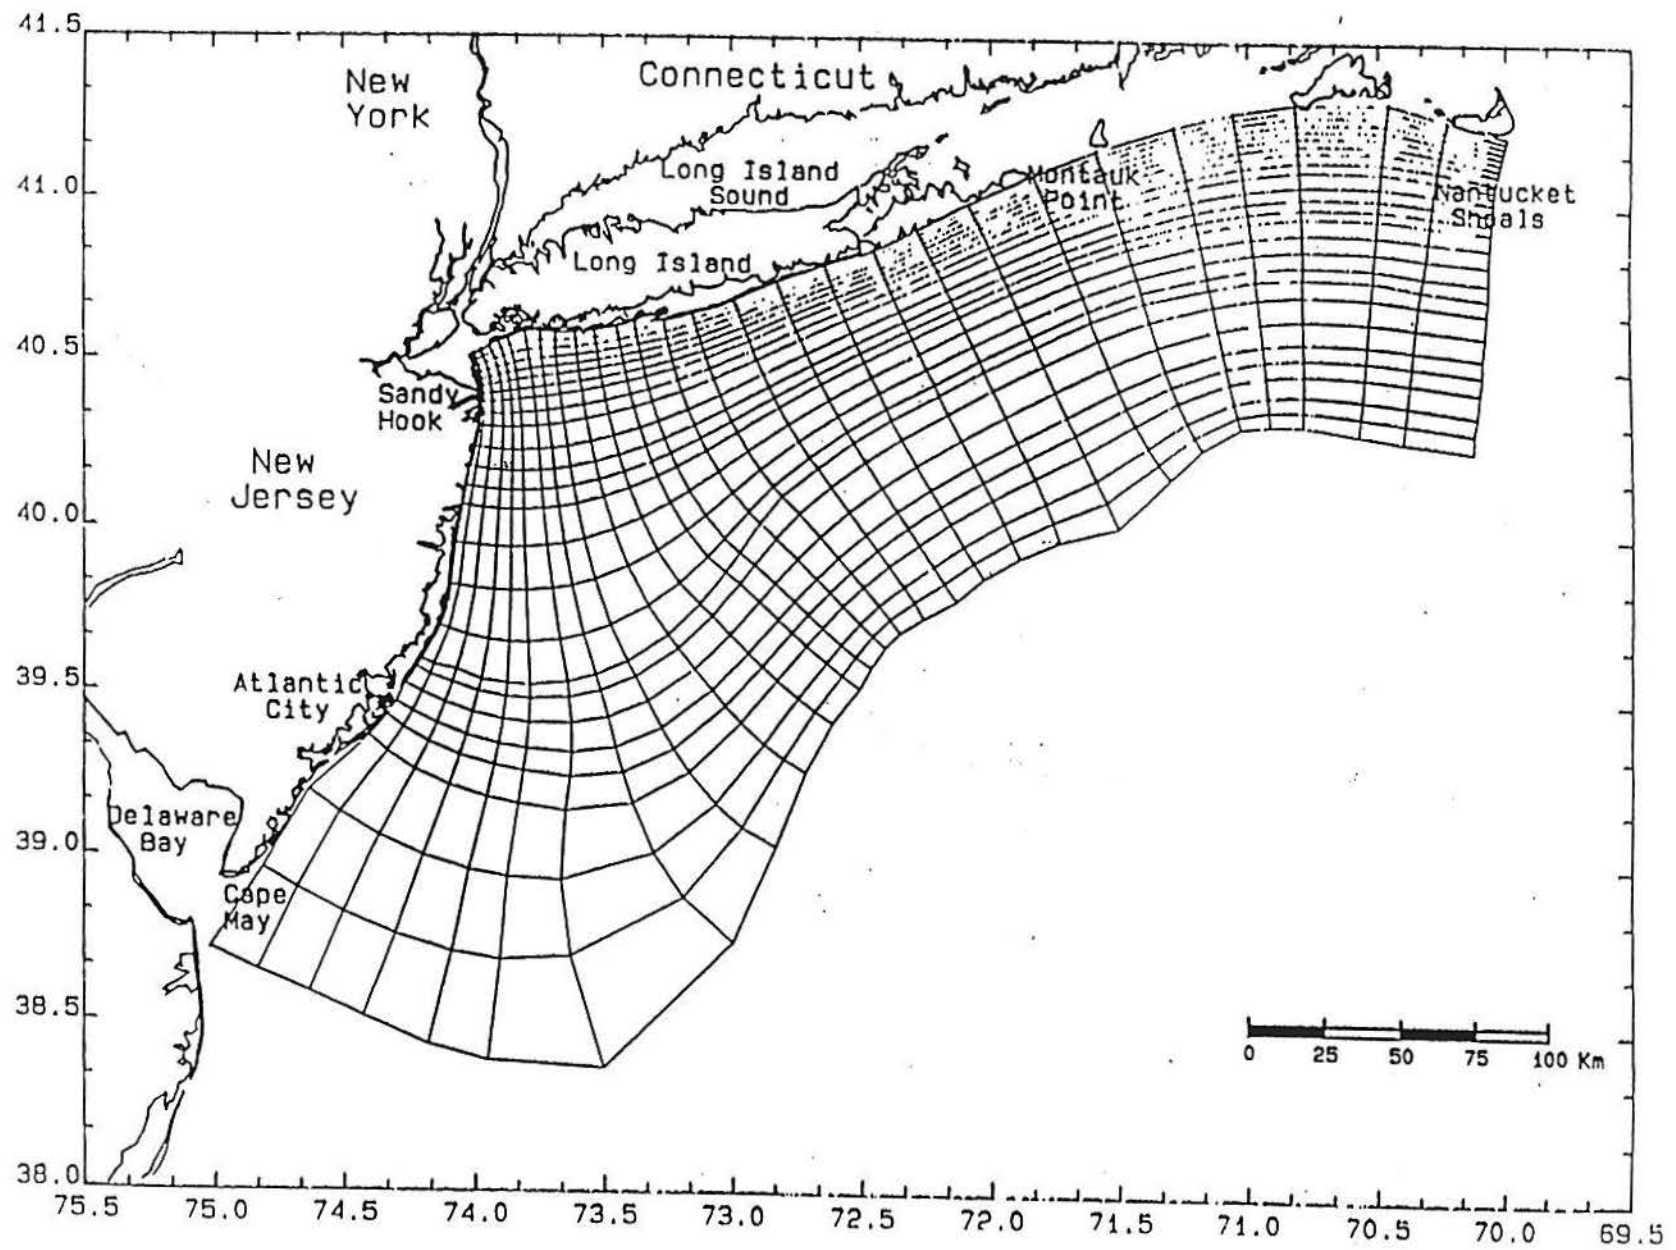 41.5
New
York
Connecticut
Long Island
Sound
41.0
Montauk
Point
Nantucket
Shoals
Long Island
40.5
Sandy
Hook
New
Jersey
40.0
39.5
Atlantic
City
Delaware
Bay
39.0
Cape
May
38.5
0 25 50 75 100 Km
38.0
75.5 75.0 74.5 74.0 73.5 73.0 72.5 72.0 71.5 71.0 70.5 70.0 69.5